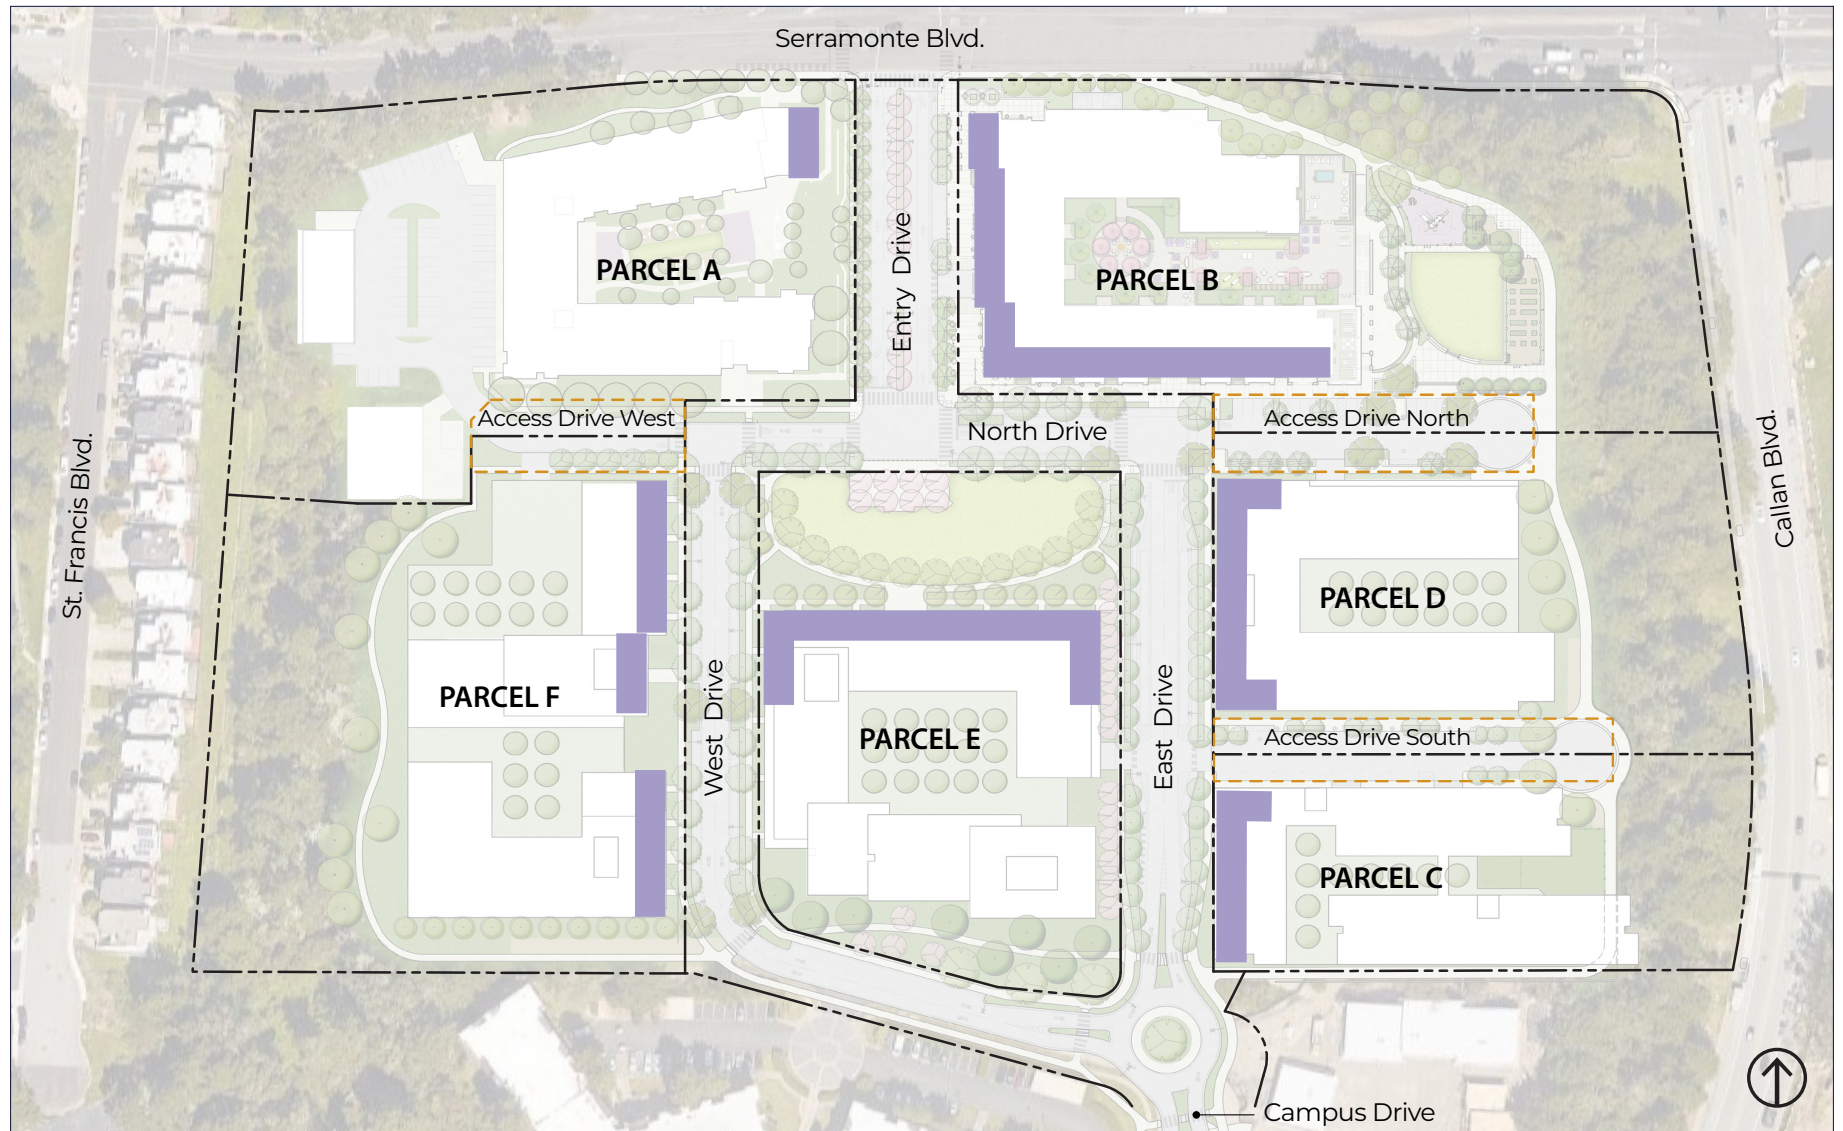 Serramonte Blvd.
PARCEL A
Entry Drive
PARCEL B
Access Drive West
North Drive
Access Drive North
St. Francis Blvd.
Callan Blvd.
PARCEL F
West Drive
PARCEL E
East Drive
PARCEL D
Access Drive South
PARCEL C
Campus Drive